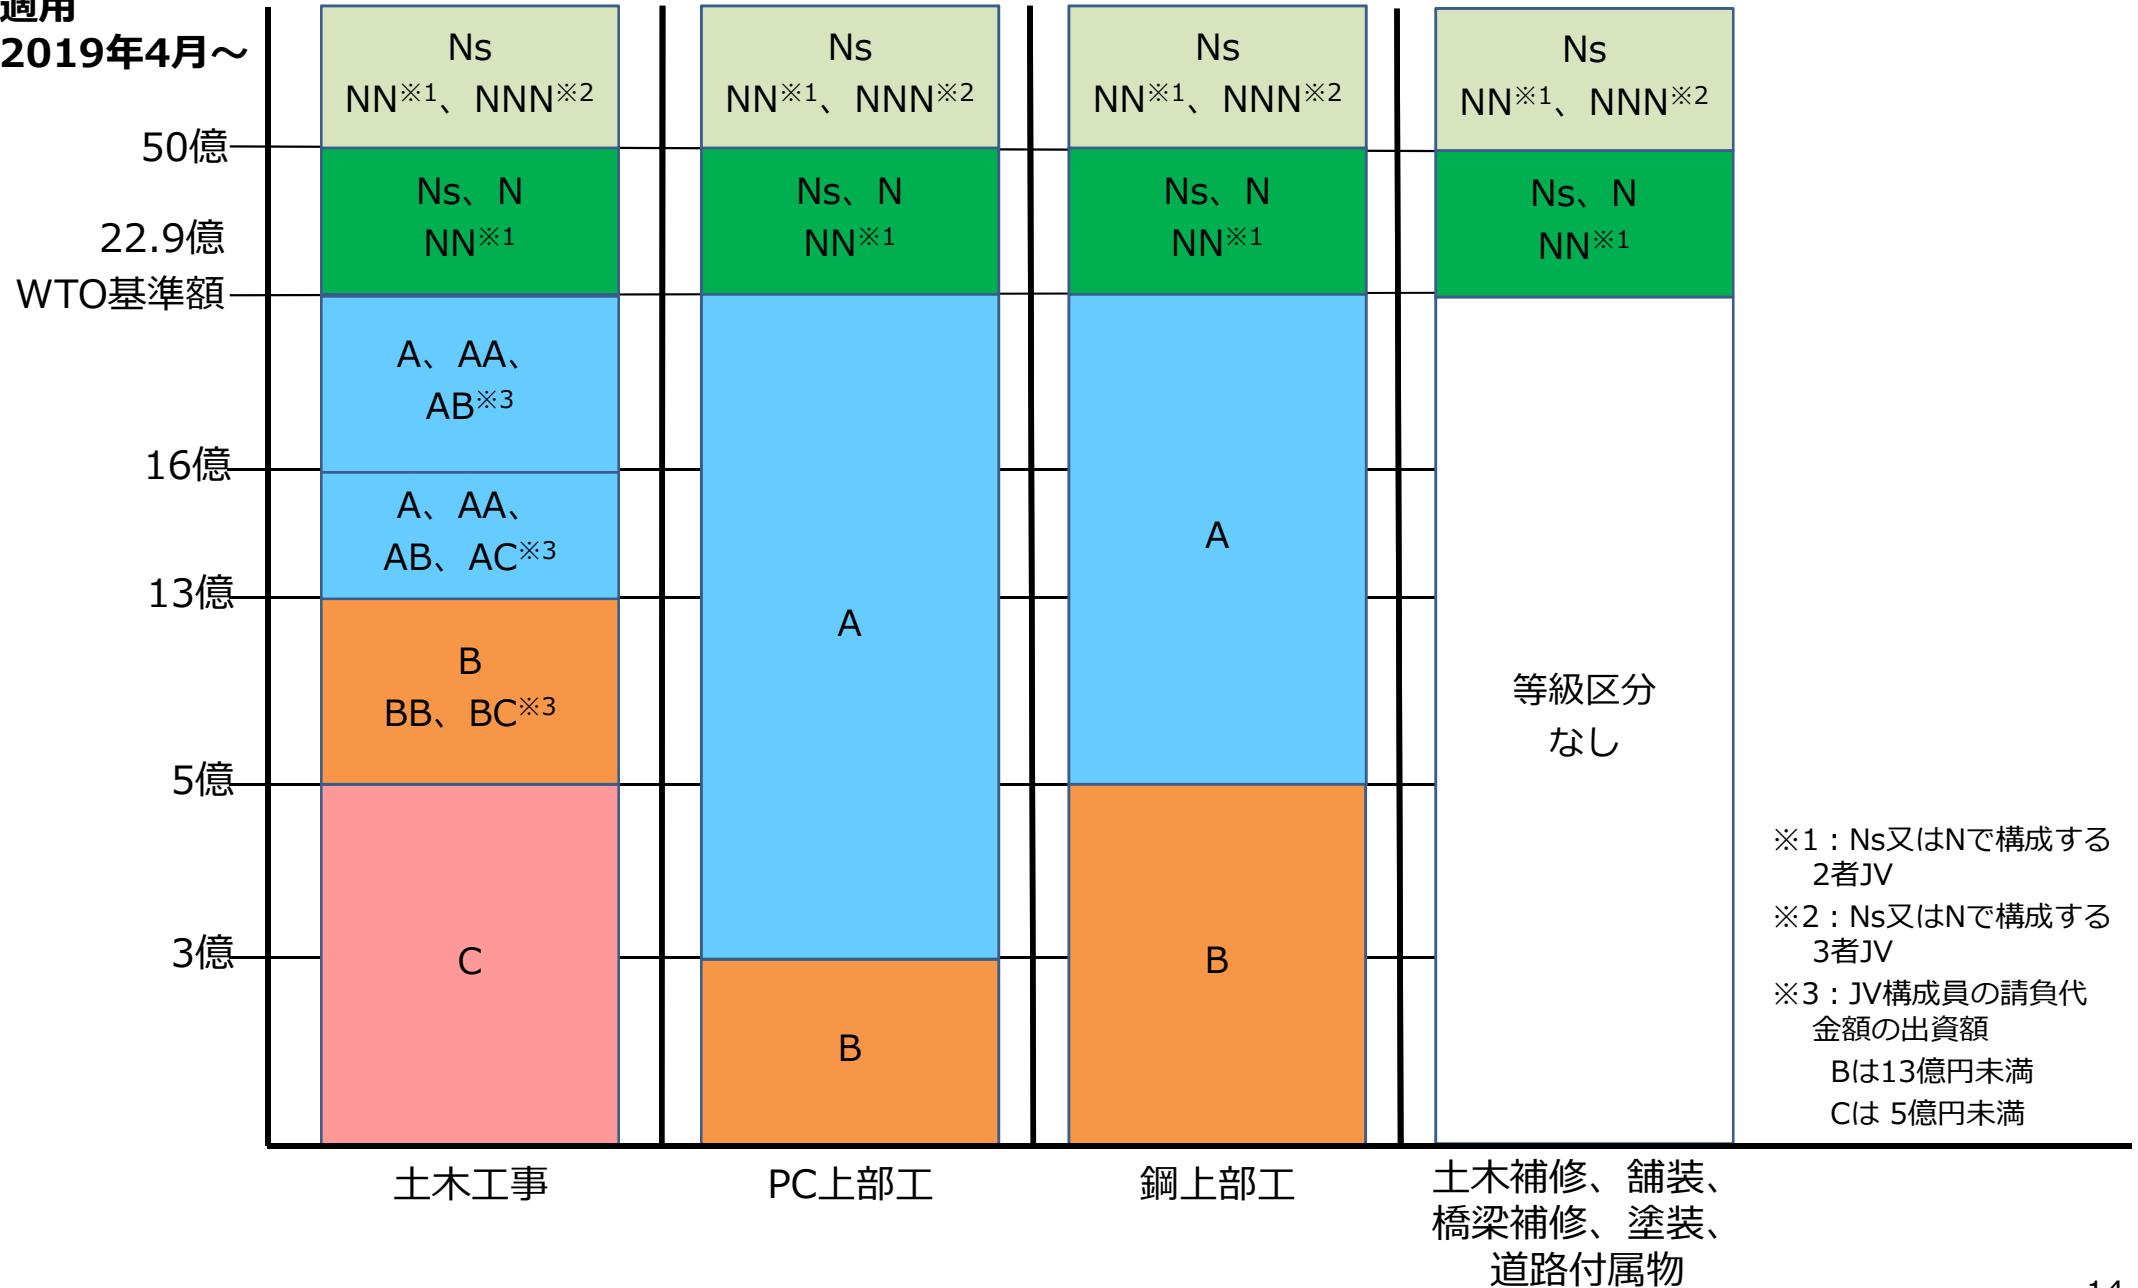 適用
2019年4月～
50億
22.9億
WTO基準額
16億
13億
5億
3億
Ns
NN※1、NNN※2
Ns、N
NN※1
A、AA、
AB※3
A、AA、
AB、AC※3
B
BB、BC※3
C
土木工事
Ns
NN※1、NNN※2
Ns、N
NN※1
A
B
PC上部工
Ns
NN※1、NNN※2
Ns、N
NN※1
A
B
鋼上部工
Ns
NN※1、NNN※2
Ns、N
NN※1
等級区分
なし
土木補修、舗装、
橋梁補修、塗装、
道路付属物
※1：Ns又はNで構成する
2者JV
※2：Ns又はNで構成する
3者JV
※3：JV構成員の請負代
金額の出資額
Bは13億円未満
Cは 5億円未満
14